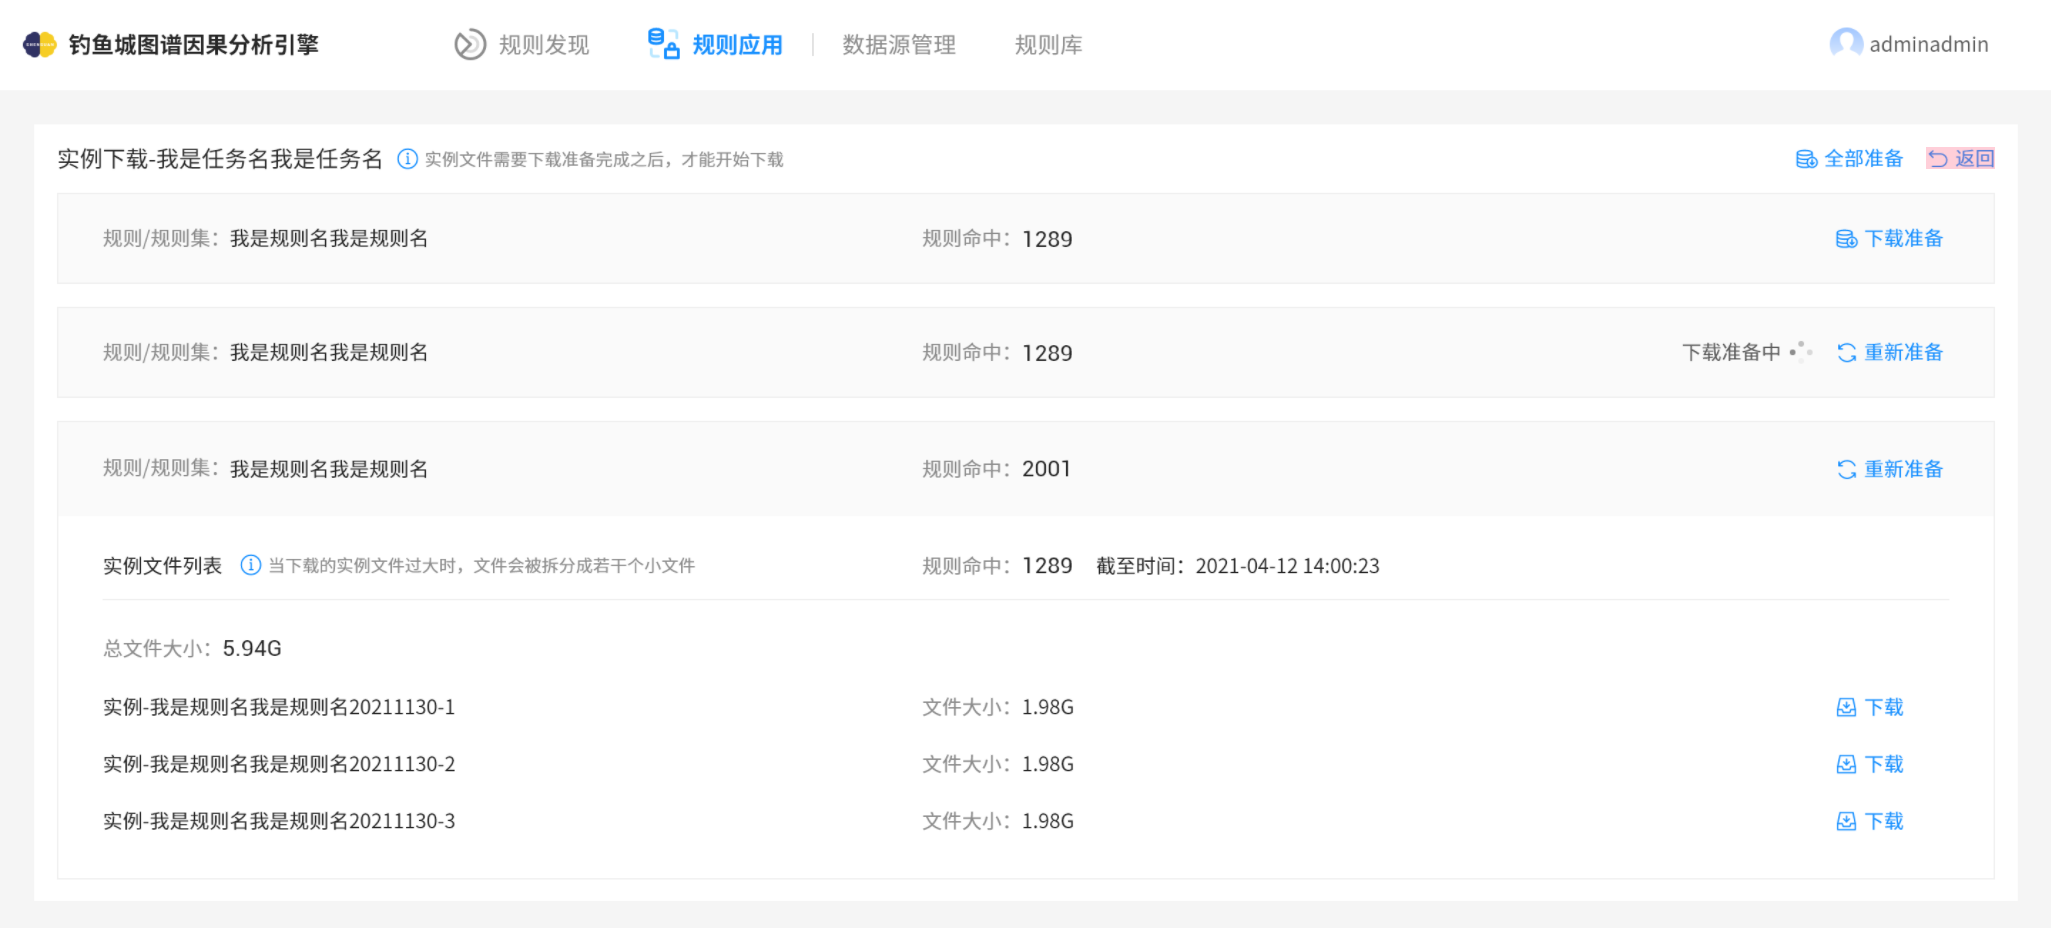 钓鱼城图谱因果分析引擎 规则发现 规则应用 数据源管理 规则库 adminadmin
实例下载-我是任务名我是任务名 实例文件需要下载准备完成之后，才能开始下载 全部准备 返回
规则/规则集：我是规则名我是规则名 规则命中：1289 下载准备
规则/规则集：我是规则名我是规则名 规则命中：1289 下载准备中 重新准备
规则/规则集：我是规则名我是规则名 规则命中：2001 重新准备
实例文件列表 当下载的实例文件过大时，文件会被拆分成若干个小文件 规则命中：1289 截至时间：2021-04-12 14:00:23
总文件大小：5.94G
实例-我是规则名我是规则名20211130-1 文件大小：1.98G 下载
实例-我是规则名我是规则名20211130-2 文件大小：1.98G 下载
实例-我是规则名我是规则名20211130-3 文件大小：1.98G 下载